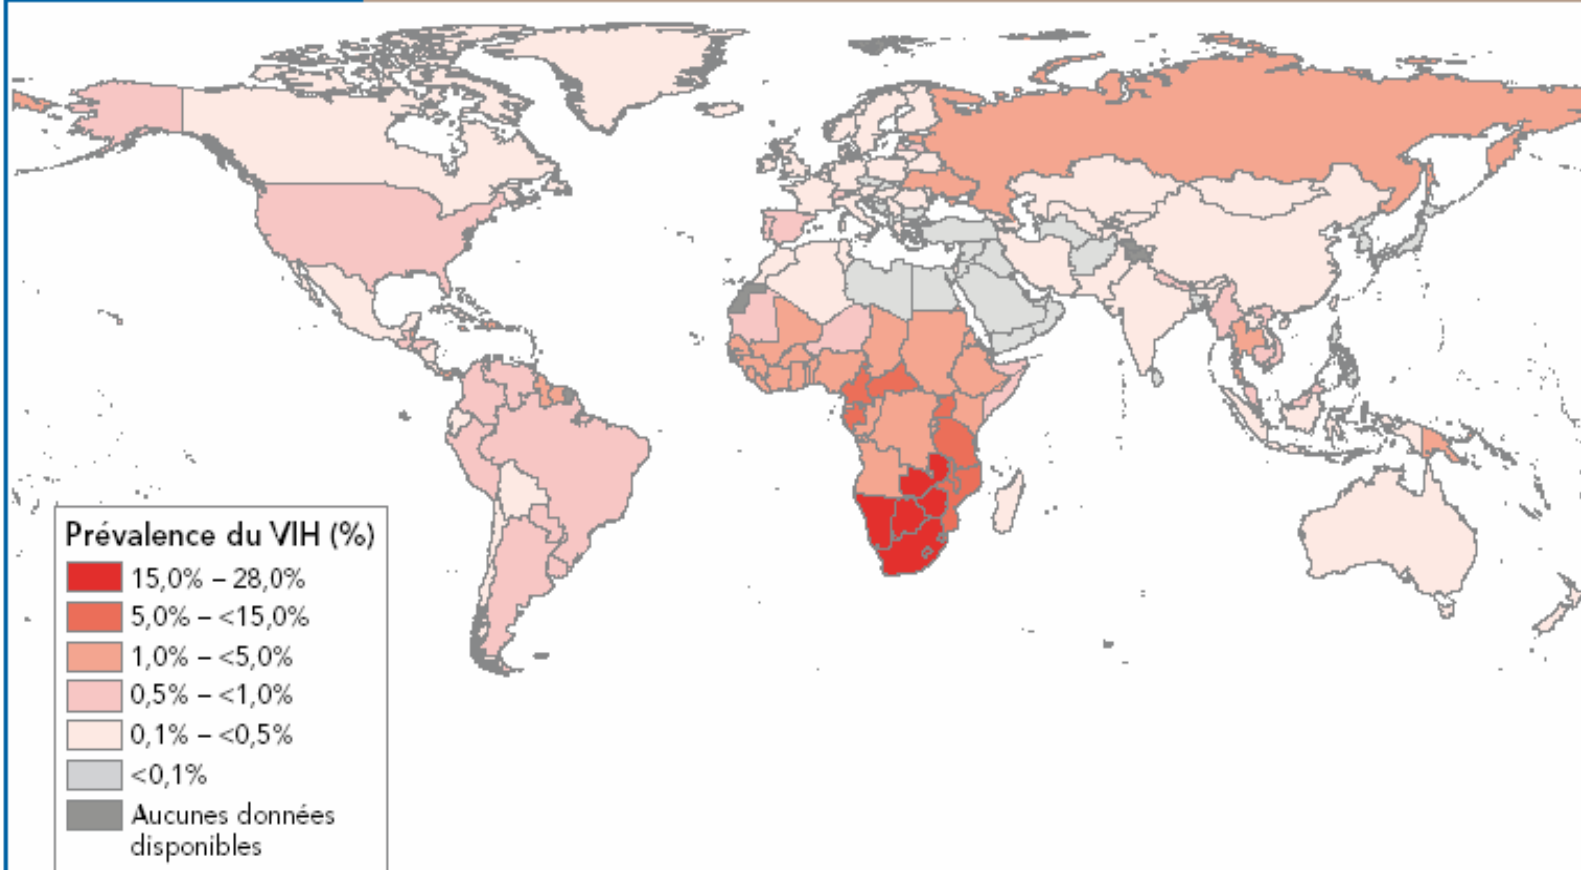 Prévalence du VIH (%)
15,0% – 28,0%
5,0% – <15,0%
1,0% – <5,0%
0,5% – <1,0%
0,1% – <0,5%
<0,1%
Aucunes données
disponibles